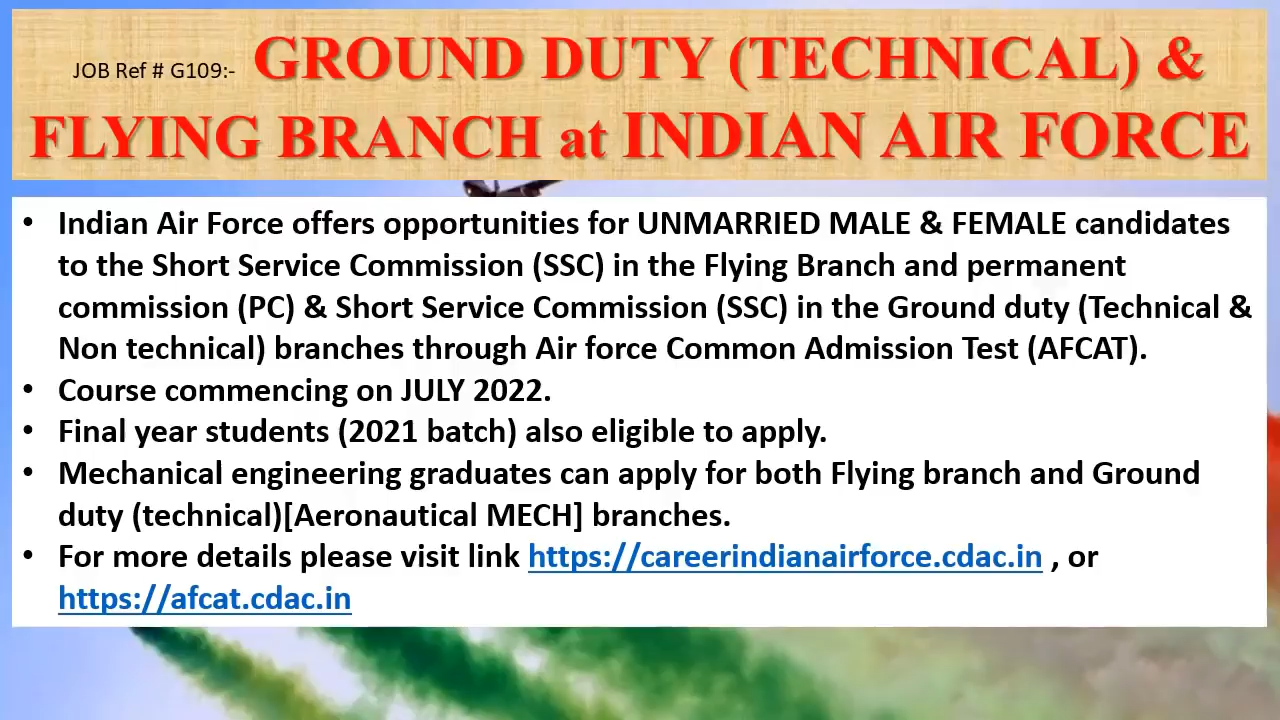 JOB Ref # G109:- GROUND DUTY (TECHNICAL) &
FLYING BRANCH at INDIAN AIR FORCE
• Indian Air Force offers opportunities for UNMARRIED MALE & FEMALE candidates
to the Short Service Commission (SSC) in the Flying Branch and permanent
commission (PC) & Short Service Commission (SSC) in the Ground duty (Technical &
Non technical) branches through Air force Common Admission Test (AFCAT).
• Course commencing on JULY 2022.
• Final year students (2021 batch) also eligible to apply.
• Mechanical engineering graduates can apply for both Flying branch and Ground
duty (technical)[Aeronautical MECH] branches.
• For more details please visit link https://careerindianairforce.cdac.in , or
https://afcat.cdac.in